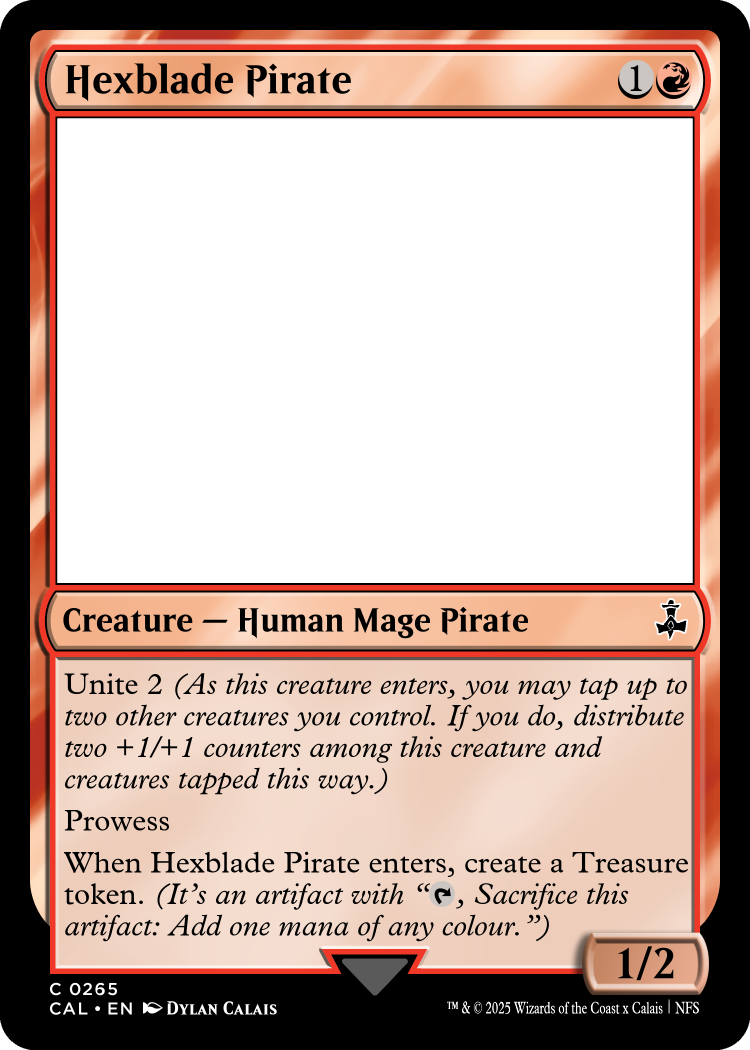 Hexblade Pirate 1
Creature — Human Mage Pirate
Unite 2 (As this creature enters, you may tap up to
two other creatures you control. If you do, distribute
two +1/+1 counters among this creature and
creatures tapped this way.)
Prowess
When Hexblade Pirate enters, create a Treasure
token. (It's an artifact with “, Sacrifice this
artifact: Add one mana of any colour.”)
1/2
C 0265
CAL • EN Dylan Calais
™ & © 2025 Wizards of the Coast x Calais | NFS